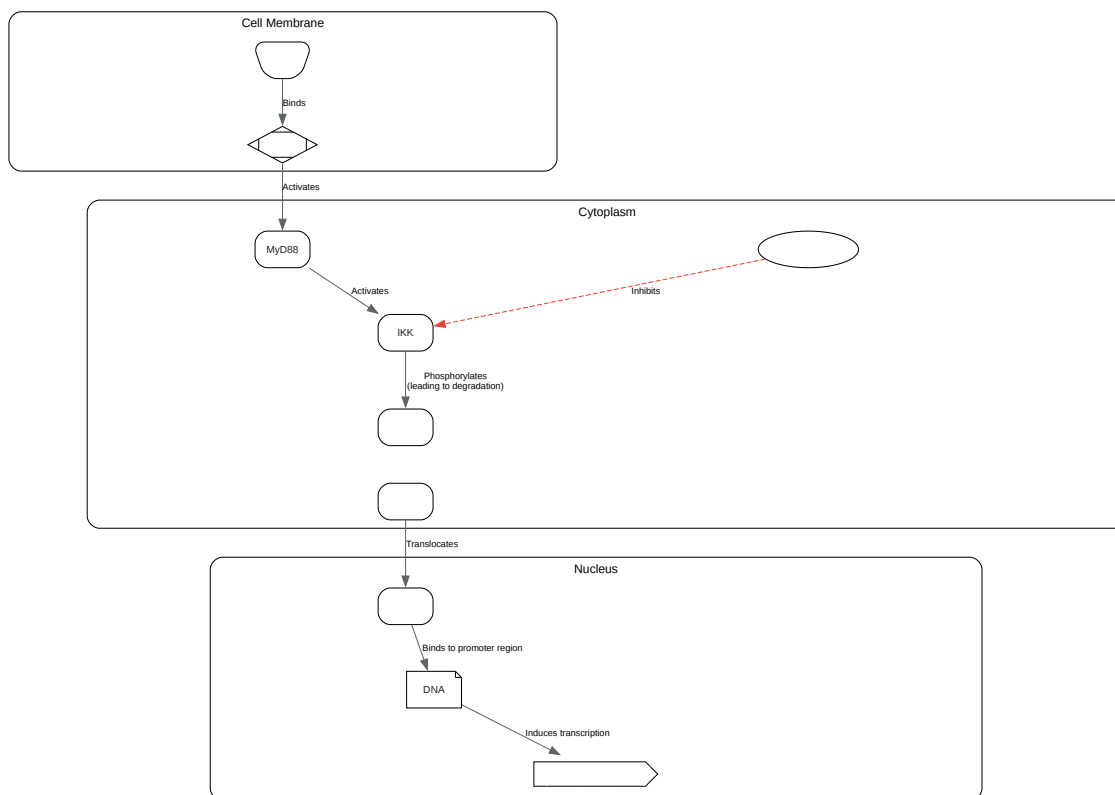 Cell Membrane
Binds
Activates
Cytoplasm
MyD88
Activates
Inhibits
IKK
Phosphorylates
(leading to degradation)
Translocates
Nucleus
Binds to promoter region
DNA
Induces transcription